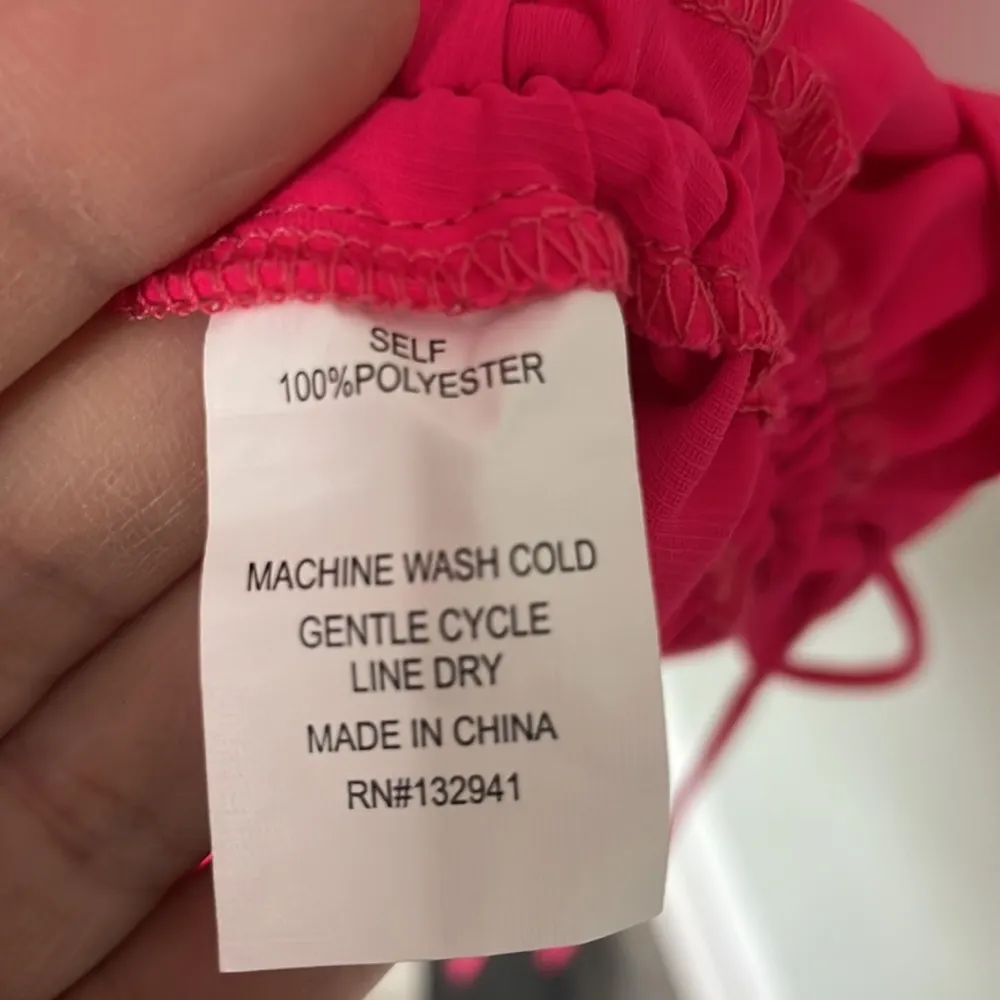 SELF
100%POLYESTER
MACHINE WASH COLD
GENTLE CYCLE
LINE DRY
MADE IN CHINA
RN#132941